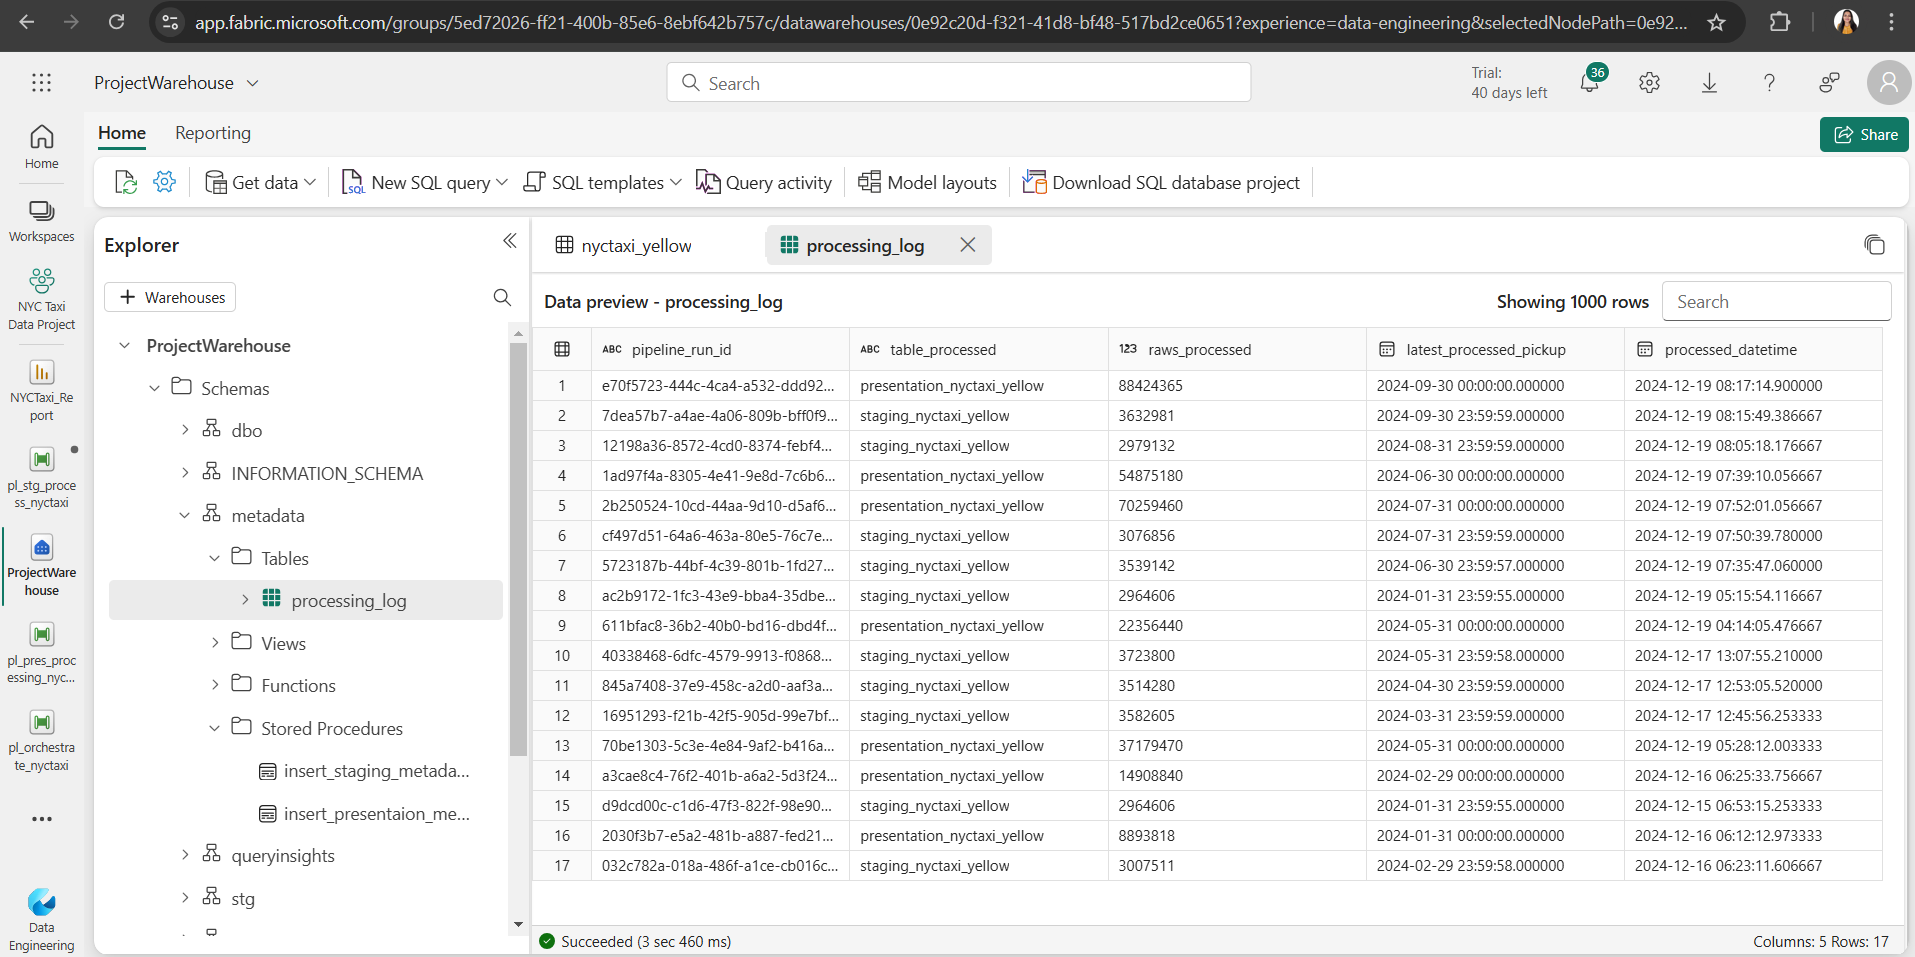 app.fabric.microsoft.com/groups/5ed72026-ff21-400b-85e6-8ebf642b757c/datawarehouses/0e92c20d-f321-41d8-bf48-517bd2ce0651?experience=data-engineering&selectedNodePath=0e92...
ProjectWarehouse
Search
Trial:
40 days left
36
Home Reporting
Share
Get data New SQL query SQL templates Query activity Model layouts Download SQL database project
Home
Workspaces
NYC Taxi
Data Project
NYCTaxi_Re
port
pl_stg_proce
ss_nyctaxi
ProjectWare
house
pl_pres_proc
essing_nyc...
pl_orchestra
te_nyctaxi
...
Data
Engineering
Explorer
+ Warehouses
ProjectWarehouse
Schemas
dbo
INFORMATION_SCHEMA
metadata
Tables
processing_log
Views
Functions
Stored Procedures
insert_staging_metada...
insert_presentaion_me...
queryinsights
stg
nyctaxi_yellow processing_log
Data preview - processing_log Showing 1000 rows Search
ABC pipeline_run_id ABC table_processed 123 raws_processed latest_processed_pickup processed_datetime
1 e70f5723-444c-4ca4-a532-ddd92... presentation_nyctaxi_yellow 88424365 2024-09-30 00:00:00.000000 2024-12-19 08:17:14.900000
2 7dea57b7-a4ae-4a06-809b-bff0f9... staging_nyctaxi_yellow 3632981 2024-09-30 23:59:59.000000 2024-12-19 08:15:49.386667
3 12198a36-8572-4cd0-8374-febf4... staging_nyctaxi_yellow 2979132 2024-08-31 23:59:59.000000 2024-12-19 08:05:18.176667
4 1ad97f4a-8305-4e41-9e8d-7c6b6... presentation_nyctaxi_yellow 54875180 2024-06-30 00:00:00.000000 2024-12-19 07:39:10.056667
5 2b250524-10cd-44aa-9d10-d5af6... presentation_nyctaxi_yellow 70259460 2024-07-31 00:00:00.000000 2024-12-19 07:52:01.056667
6 cf497d51-64a6-463a-80e5-76c7e... staging_nyctaxi_yellow 3076856 2024-07-31 23:59:59.000000 2024-12-19 07:50:39.780000
7 5723187b-44bf-4c39-801b-1fd27... staging_nyctaxi_yellow 3539142 2024-06-30 23:59:57.000000 2024-12-19 07:35:47.060000
8 ac2b9172-1fc3-43e9-bba4-35dbe... staging_nyctaxi_yellow 2964606 2024-01-31 23:59:55.000000 2024-12-19 05:15:54.116667
9 611bfac8-36b2-40b0-bd16-dbd4f... presentation_nyctaxi_yellow 22356440 2024-05-31 00:00:00.000000 2024-12-19 04:14:05.476667
10 40338468-6dfc-4579-9913-f0868... staging_nyctaxi_yellow 3723800 2024-05-31 23:59:58.000000 2024-12-17 13:07:55.210000
11 845a7408-37e9-458c-a2d0-aaf3a... staging_nyctaxi_yellow 3514280 2024-04-30 23:59:59.000000 2024-12-17 12:53:05.520000
12 16951293-f21b-42f5-905d-99e7bf... staging_nyctaxi_yellow 3582605 2024-03-31 23:59:59.000000 2024-12-17 12:45:56.253333
13 70be1303-5c3e-4e84-9af2-b416a... presentation_nyctaxi_yellow 37179470 2024-05-31 00:00:00.000000 2024-12-19 05:28:12.003333
14 a3cae8c4-76f2-401b-a6a2-5d3f24... presentation_nyctaxi_yellow 14908840 2024-02-29 00:00:00.000000 2024-12-16 06:25:33.756667
15 d9dcd00c-c1d6-47f3-822f-98e90... staging_nyctaxi_yellow 2964606 2024-01-31 23:59:55.000000 2024-12-15 06:53:15.253333
16 2030f3b7-e5a2-481b-a887-fed21... presentation_nyctaxi_yellow 8893818 2024-01-31 00:00:00.000000 2024-12-16 06:12:12.973333
17 032c782a-018a-486f-a1ce-cb016c... staging_nyctaxi_yellow 3007511 2024-02-29 23:59:58.000000 2024-12-16 06:23:11.606667
Succeeded (3 sec 460 ms) Columns: 5 Rows: 17